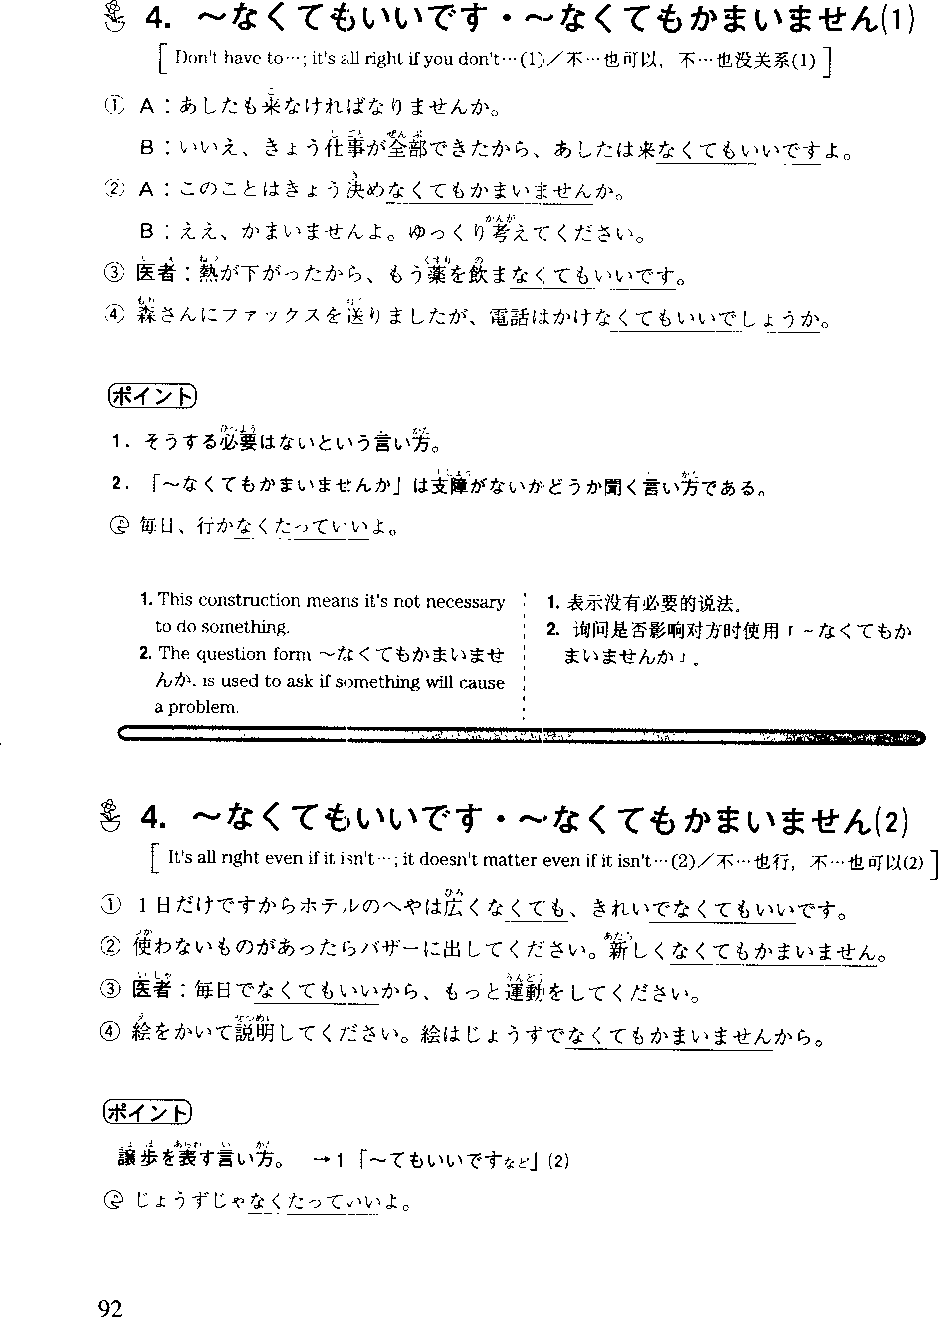 4. ～なくてもいいです・～なくてもかまいません(1)
[Don't have to…; it's all right if you don't…(1)／不…也可以，不…也没关系(1)]
① A：あしたも来なければなりませんか。
B：いいえ、きょう仕事が全部できたから、あしたは来なくてもいいですよ。
② A：このことはきょう決めなくてもかまいませんか。
B：ええ、かまいませんよ。ゆっくり考えてください。
③ 医者：熱が下がったから、もう薬を飲まなくてもいいです。
④ 森さんにファックスを送りましたが、電話はかけなくてもいいでしょうか。
ポイント
1. そうする必要はないという言い方。
2. 「～なくてもかまいませんか」は支障がないかどうか聞く言い方である。
毎日、行かなくたっていいよ。
1. This construction means it's not necessary
to do something.
2. The question form ～なくてもかまいませ
んか. is used to ask if something will cause
a problem.
1. 表示没有必要的说法。
2. 询问是否影响对方时使用「～なくてもか
まいませんか」。
4. ～なくてもいいです・～なくてもかまいません(2)
[It's all right even if it isn't…; it doesn't matter even if it isn't…(2)／不…也行，不…也可以(2)]
① 1日だけですからホテルのへやは広くなくても、きれいでなくてもいいです。
② 使わないものがあったらバザーに出してください。新しくなくてもかまいません。
③ 医者：毎日でなくてもいいから、もっと運動をしてください。
④ 絵をかいて説明してください。絵はじょうずでなくてもかまいませんから。
ポイント
譲歩を表す言い方。 →1「～てもいいですなど」(2)
じょうずじゃなくたっていいよ。
92